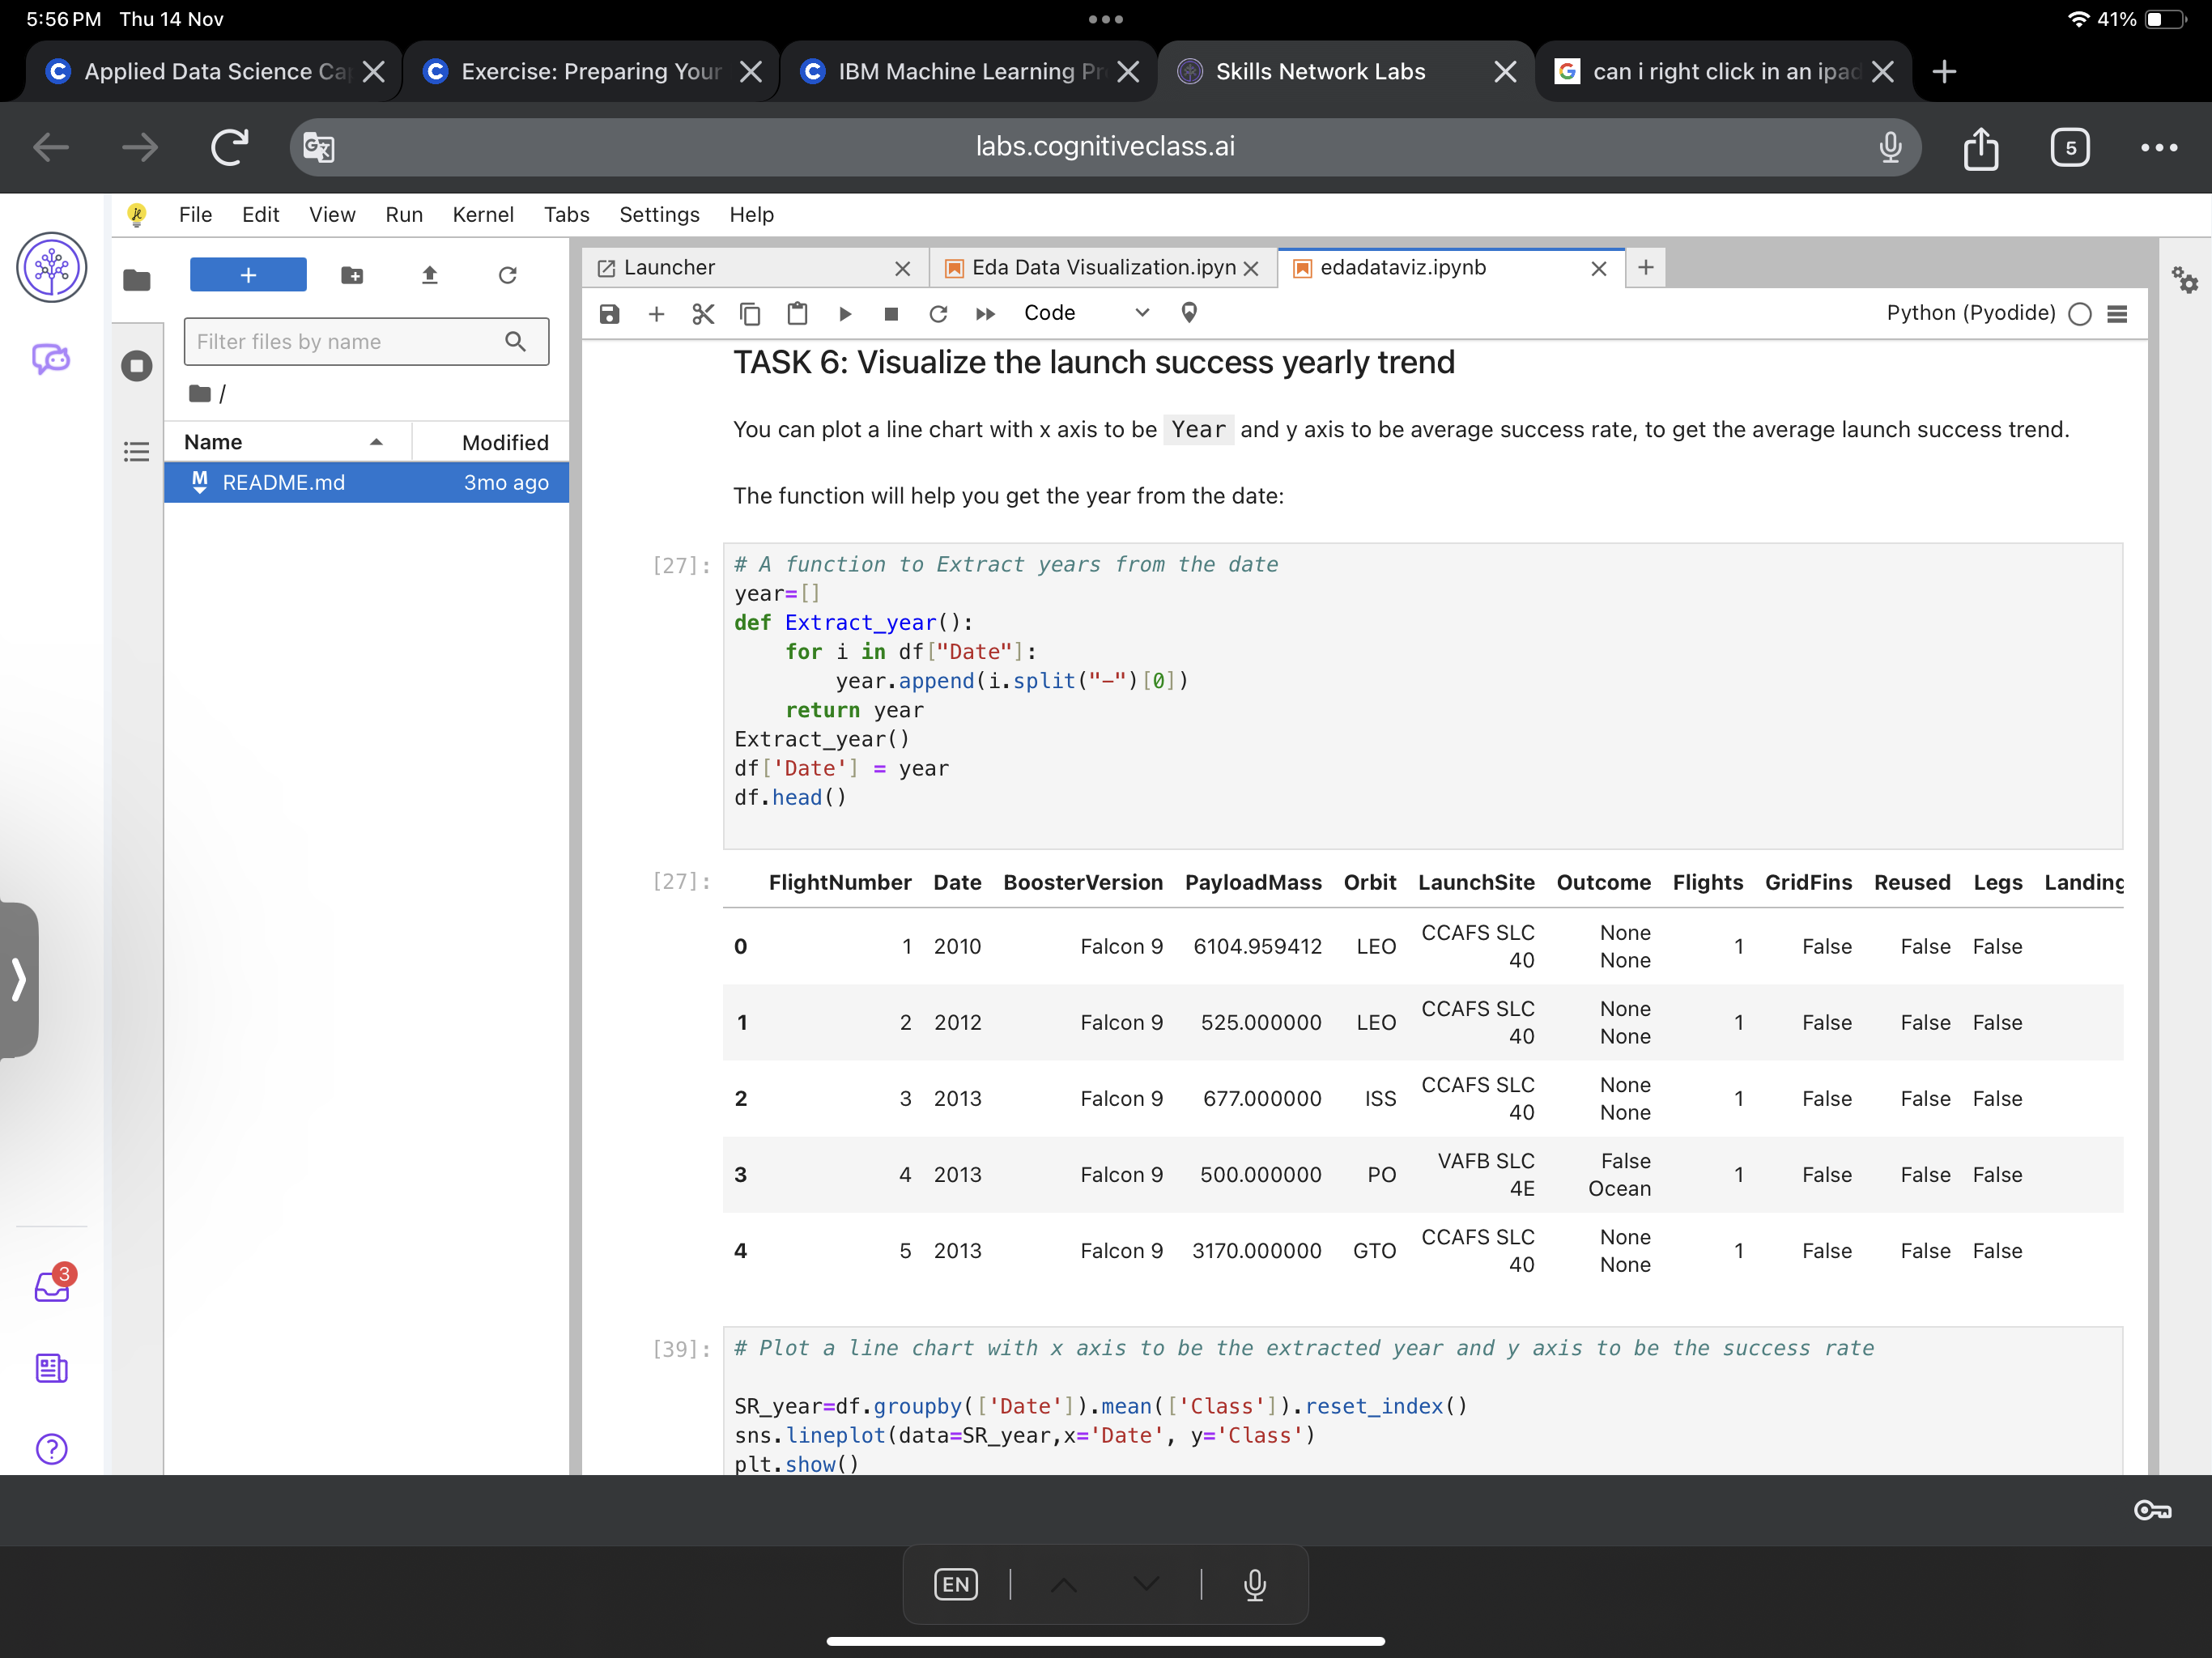 5:56 PM Thu 14 Nov
41%
Applied Data Science Ca
Exercise: Preparing Your
IBM Machine Learning Pr
Skills Network Labs
can i right click in an ipad
labs.cognitiveclass.ai
5
File Edit View Run Kernel Tabs Settings Help
Launcher
Eda Data Visualization.ipyn
edadataviz.ipynb
Code
Python (Pyodide)
Filter files by name
/
Name Modified
README.md 3mo ago
TASK 6: Visualize the launch success yearly trend
You can plot a line chart with x axis to be Year and y axis to be average success rate, to get the average launch success trend.
The function will help you get the year from the date:
[27]:
# A function to Extract years from the date
year=[]
def Extract_year():
    for i in df["Date"]:
        year.append(i.split("-")[0])
    return year
Extract_year()
df['Date'] = year
df.head()
[27]:
FlightNumber Date BoosterVersion PayloadMass Orbit LaunchSite Outcome Flights GridFins Reused Legs Landing
0 1 2010 Falcon 9 6104.959412 LEO CCAFS SLC 40 None None 1 False False False
1 2 2012 Falcon 9 525.000000 LEO CCAFS SLC 40 None None 1 False False False
2 3 2013 Falcon 9 677.000000 ISS CCAFS SLC 40 None None 1 False False False
3 4 2013 Falcon 9 500.000000 PO VAFB SLC 4E False Ocean 1 False False False
4 5 2013 Falcon 9 3170.000000 GTO CCAFS SLC 40 None None 1 False False False
[39]:
# Plot a line chart with x axis to be the extracted year and y axis to be the success rate
SR_year=df.groupby(['Date']).mean(['Class']).reset_index()
sns.lineplot(data=SR_year,x='Date', y='Class')
plt.show()
3
EN